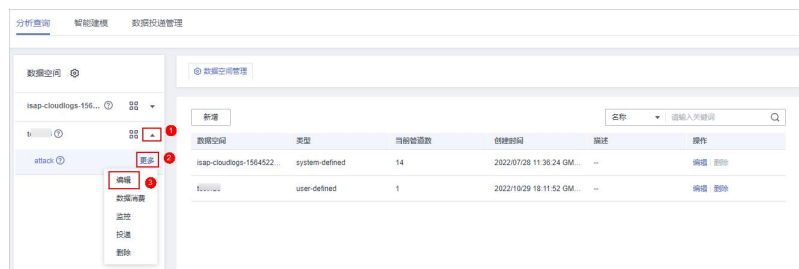 分析查询 智能建模 数据投递管理
数据空间
数据空间管理
isap-cloudlogs-156...
新增
名称 请输入关键词
1
数据空间 类型 当前管道数 创建时间 描述 操作
attack 更多 2
isap-cloudlogs-1564522... system-defined 14 2022/07/28 11:36:24 GM... -- 编辑 删除
编辑 3
user-defined 1 2022/10/29 18:11:52 GM... -- 编辑 删除
数据消费
监控
投递
删除